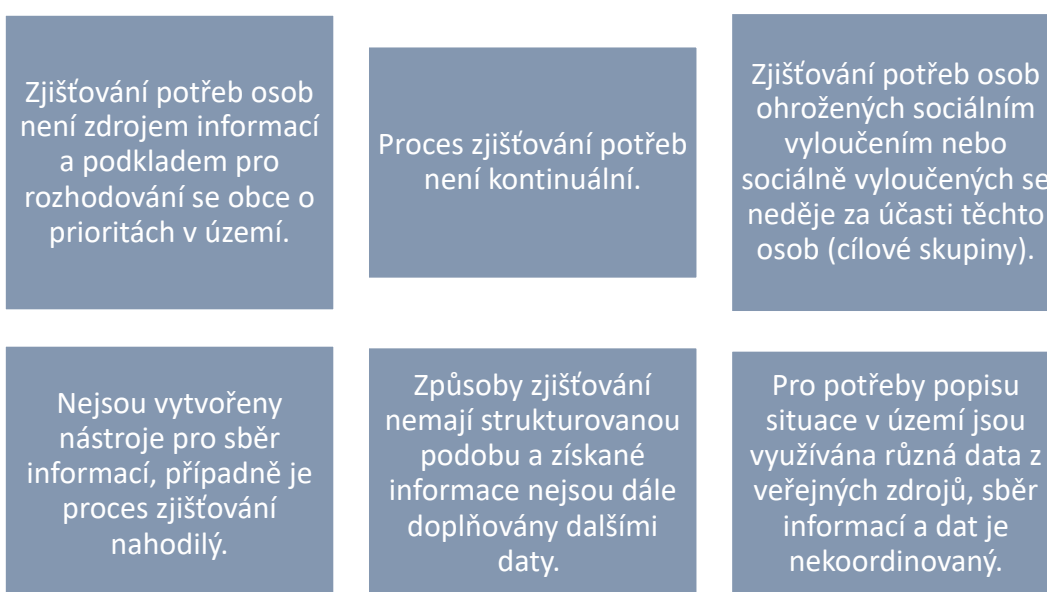 Zjišťování potřeb osob
není zdrojem informací
a podkladem pro
rozhodování se obce o
prioritách v území.
Proces zjišťování potřeb
není kontinuální.
Zjišťování potřeb osob
ohrožených sociálním
vyloučením nebo
sociálně vyloučených se
neděje za účasti těchto
osob (cílové skupiny).
Nejsou vytvořeny
nástroje pro sběr
informací, případně je
proces zjišťování
nahodilý.
Způsoby zjišťování
nemají strukturovanou
podobu a získané
informace nejsou dále
doplňovány dalšími
daty.
Pro potřeby popisu
situace v území jsou
využívána různá data z
veřejných zdrojů, sběr
informací a dat je
nekoordinovaný.